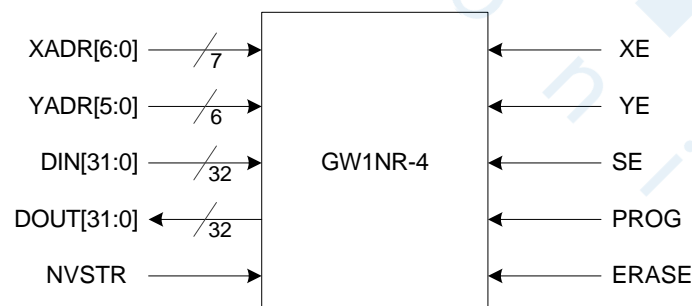 XADR[6:0] 7 XE
YADR[5:0] 6 YE
DIN[31:0] 32 GW1NR-4 SE
DOUT[31:0] 32 PROG
NVSTR ERASE